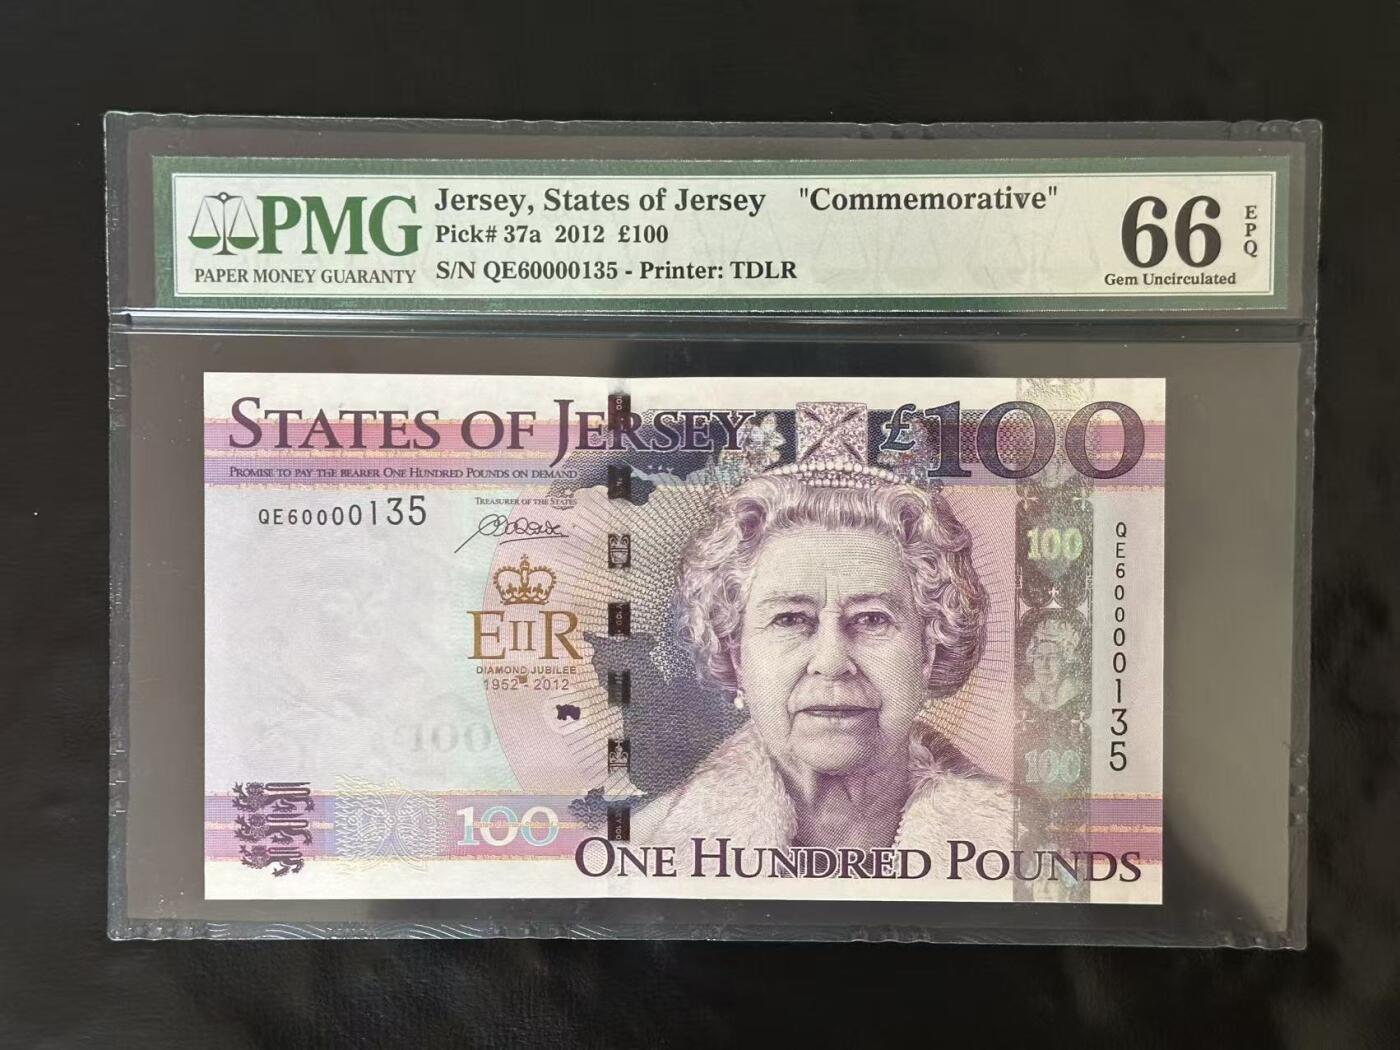 PMG
PAPER MONEY GUARANTY
Jersey, States of Jersey "Commemorative"
Pick# 37a 2012 £100
S/N QE60000135 - Printer: TDLR
66
EPQ
Gem Uncirculated
STATES OF JERSEY
£100
PROMISE TO PAY THE BEARER ONE HUNDRED POUNDS ON DEMAND
QE60000135
TREASURER OF THE STATES
EIIR
DIAMOND JUBILEE
1952 - 2012
100
100
100
100
QE60000135
ONE HUNDRED POUNDS